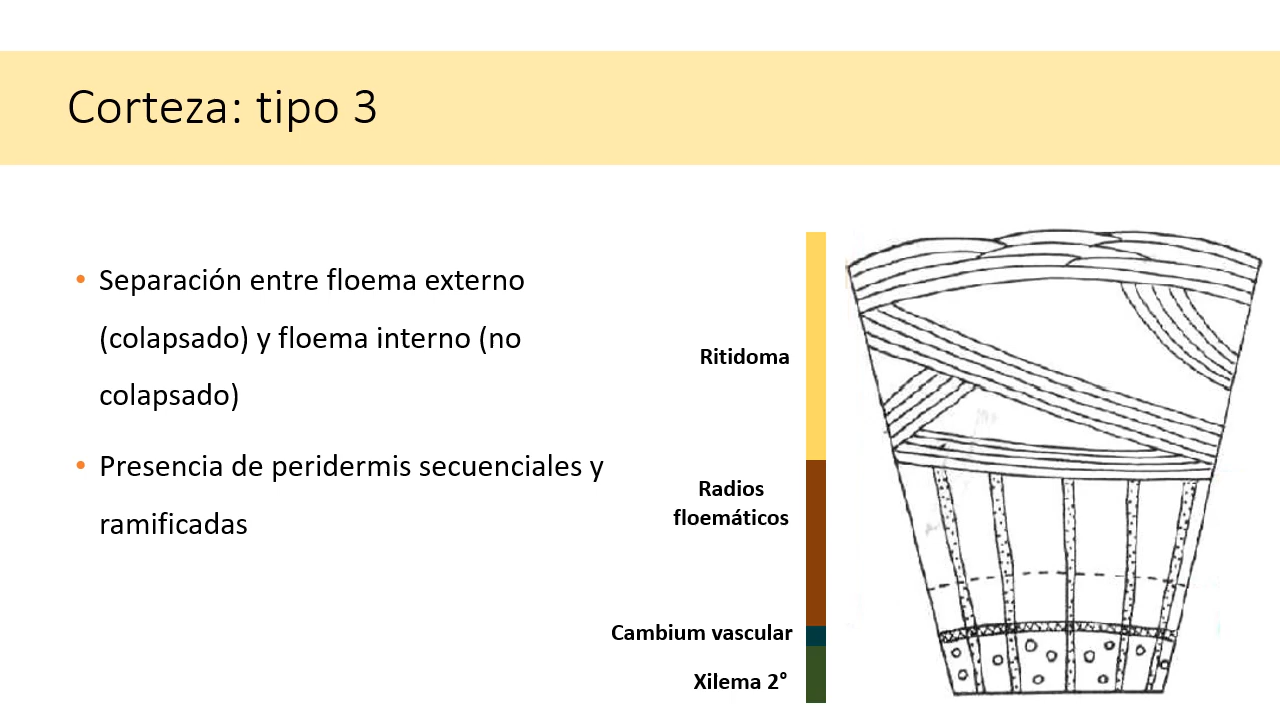 Corteza: tipo 3
• Separación entre floema externo
(colapsado) y floema interno (no
colapsado)
• Presencia de peridermis secuenciales y
ramificadas
Ritidoma
Radios
floemáticos
Cambium vascular
Xilema 2°